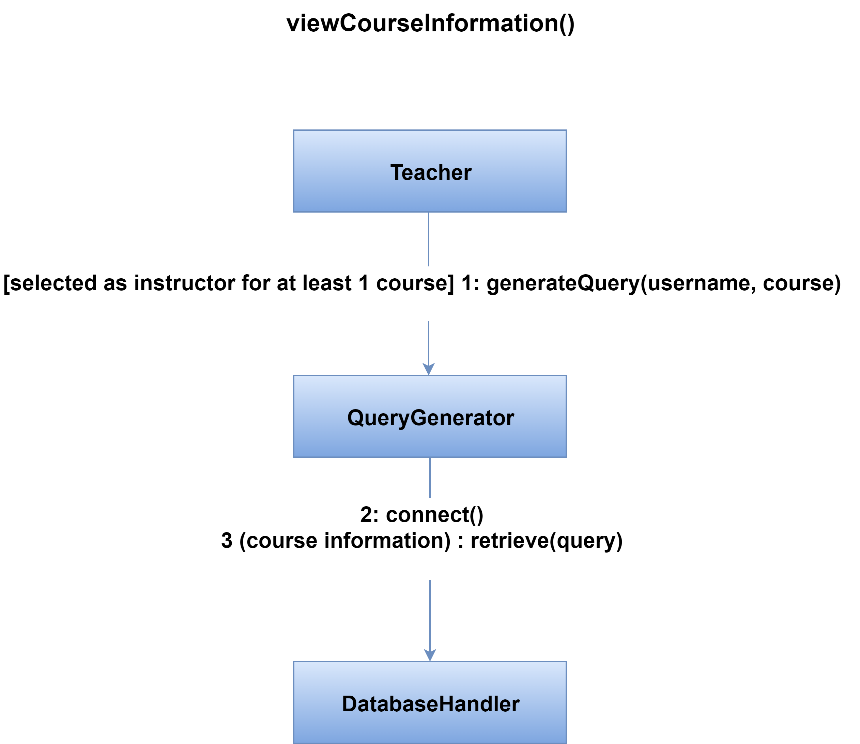 viewCourseInformation()
Teacher
[selected as instructor for at least 1 course] 1: generateQuery(username, course)
QueryGenerator
2: connect()
3 (course information) : retrieve(query)
DatabaseHandler